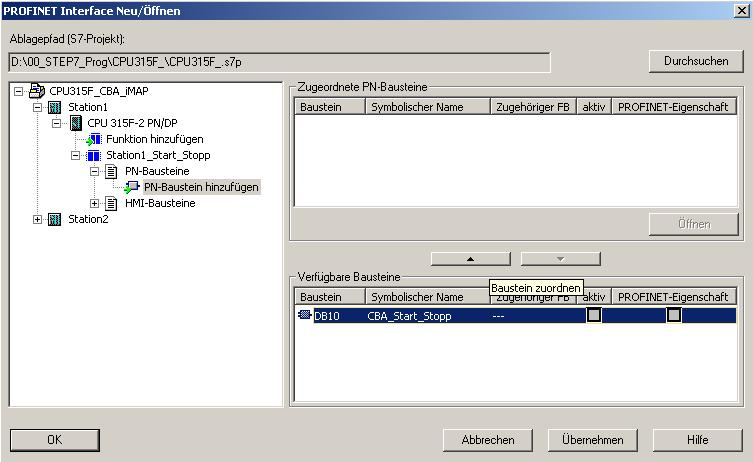 PROFINET Interface Neu/Öffnen
Ablagepfad (S7-Projekt):
D:\00_STEP7_Prog\CPU315F_\CPU315F_.s7p
Durchsuchen
CPU315F_CBA_iMAP
Station1
CPU 315F-2 PN/DP
Funktion hinzufügen
Station1_Start_Stopp
PN-Bausteine
PN-Baustein hinzufügen
HMI-Bausteine
Station2
Zugeordnete PN-Bausteine
Baustein Symbolischer Name Zugehöriger FB aktiv PROFINET-Eigenschaft
Öffnen
Verfügbare Bausteine
Baustein zuordnen
Baustein Symbolischer Name Zugehöriger FB aktiv PROFINET-Eigenschaft
DB10 CBA_Start_Stopp ---
OK Abbrechen Übernehmen Hilfe